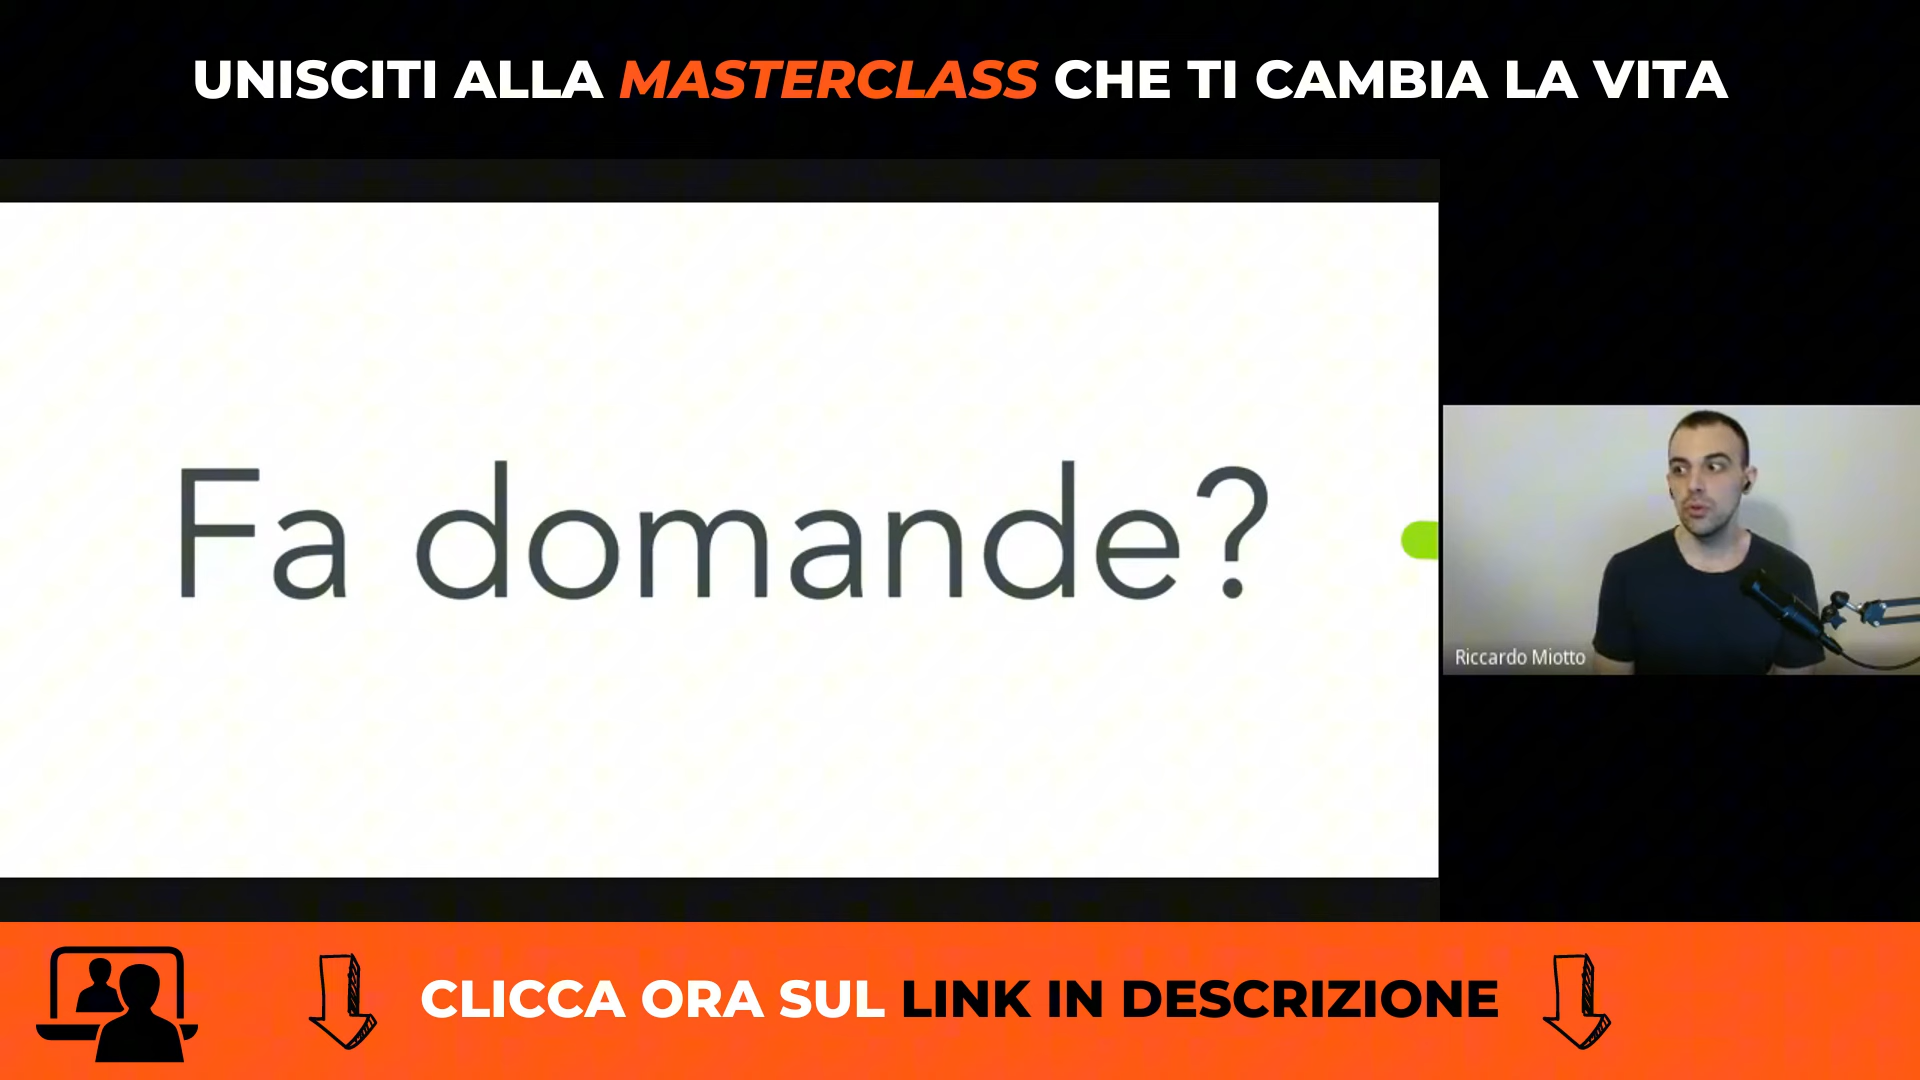 UNISCITI ALLA MASTERCLASS CHE TI CAMBIA LA VITA
Fa domande?
Riccardo Miotto
CLICCA ORA SUL LINK IN DESCRIZIONE